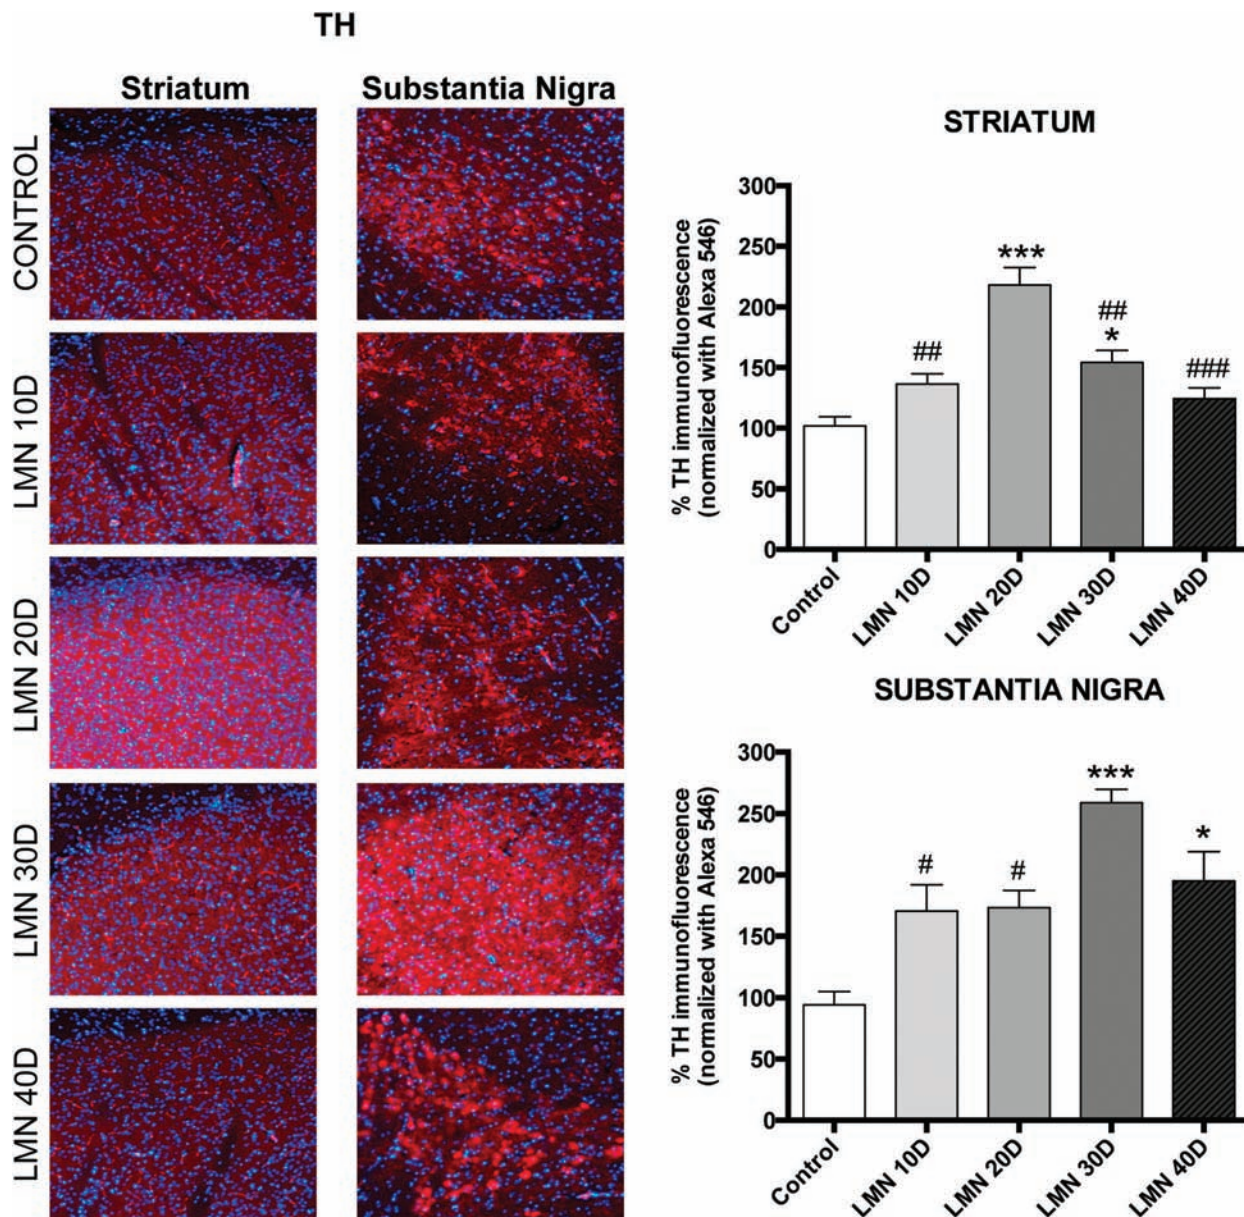 TH
Striatum
Substantia Nigra
CONTROL
LMN 10D
LMN 20D
LMN 30D
LMN 40D
STRIATUM
% TH immunofluorescence
(normalized with Alexa 546)
300
250
200
150
100
50
0
##
***
##
*
###
Control
LMN 10D
LMN 20D
LMN 30D
LMN 40D
SUBSTANTIA NIGRA
% TH immunofluorescence
(normalized with Alexa 546)
300
250
200
150
100
50
0
#
#
***
*
Control
LMN 10D
LMN 20D
LMN 30D
LMN 40D